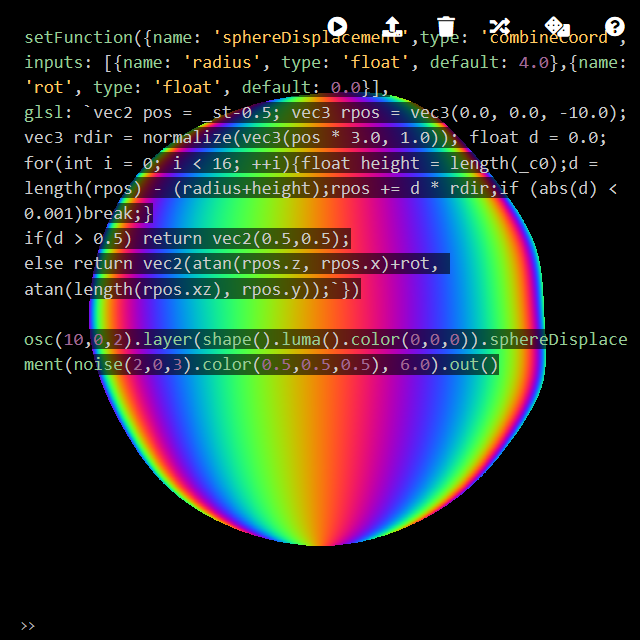 setFunction({name: 'sphereDisplacement',type: 'combineCoord',
inputs: [{name: 'radius', type: 'float', default: 4.0},{name:
'rot', type: 'float', default: 0.0}],
glsl: `vec2 pos = _st-0.5; vec3 rpos = vec3(0.0, 0.0, -10.0);
vec3 rdir = normalize(vec3(pos * 3.0, 1.0)); float d = 0.0;
for(int i = 0; i < 16; ++i){float height = length(_c0);d =
length(rpos) - (radius+height);rpos += d * rdir;if (abs(d) <
0.001)break;}
if(d > 0.5) return vec2(0.5,0.5);
else return vec2(atan(rpos.z, rpos.x)+rot,
atan(length(rpos.xz), rpos.y));`})
osc(10,0,2).layer(shape().luma().color(0,0,0)).sphereDisplace
ment(noise(2,0,3).color(0.5,0.5,0.5), 6.0).out()
>>